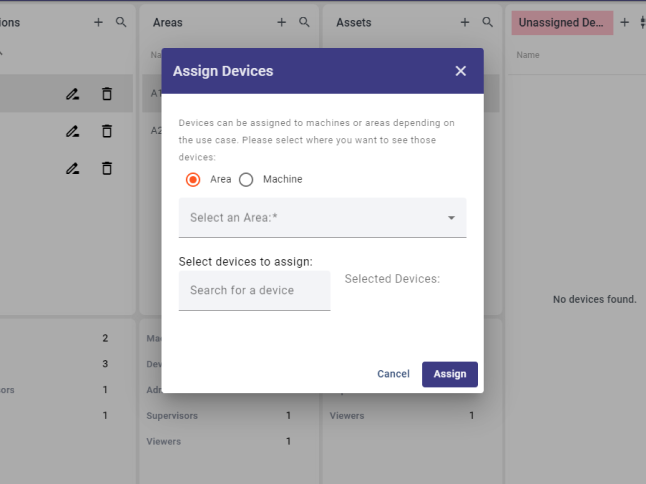 ions
Areas
Assets
Unassigned De...
Na
Name
A1
A2
Assign Devices
Devices can be assigned to machines or areas depending on
the use case. Please select where you want to see those
devices:
Area
Machine
Select an Area:*
Select devices to assign:
Search for a device
Selected Devices:
Cancel
Assign
No devices found.
2
3
ors 1
1
Ma
Dev
Adr
Supervisors 1
Viewers 1
Viewers 1